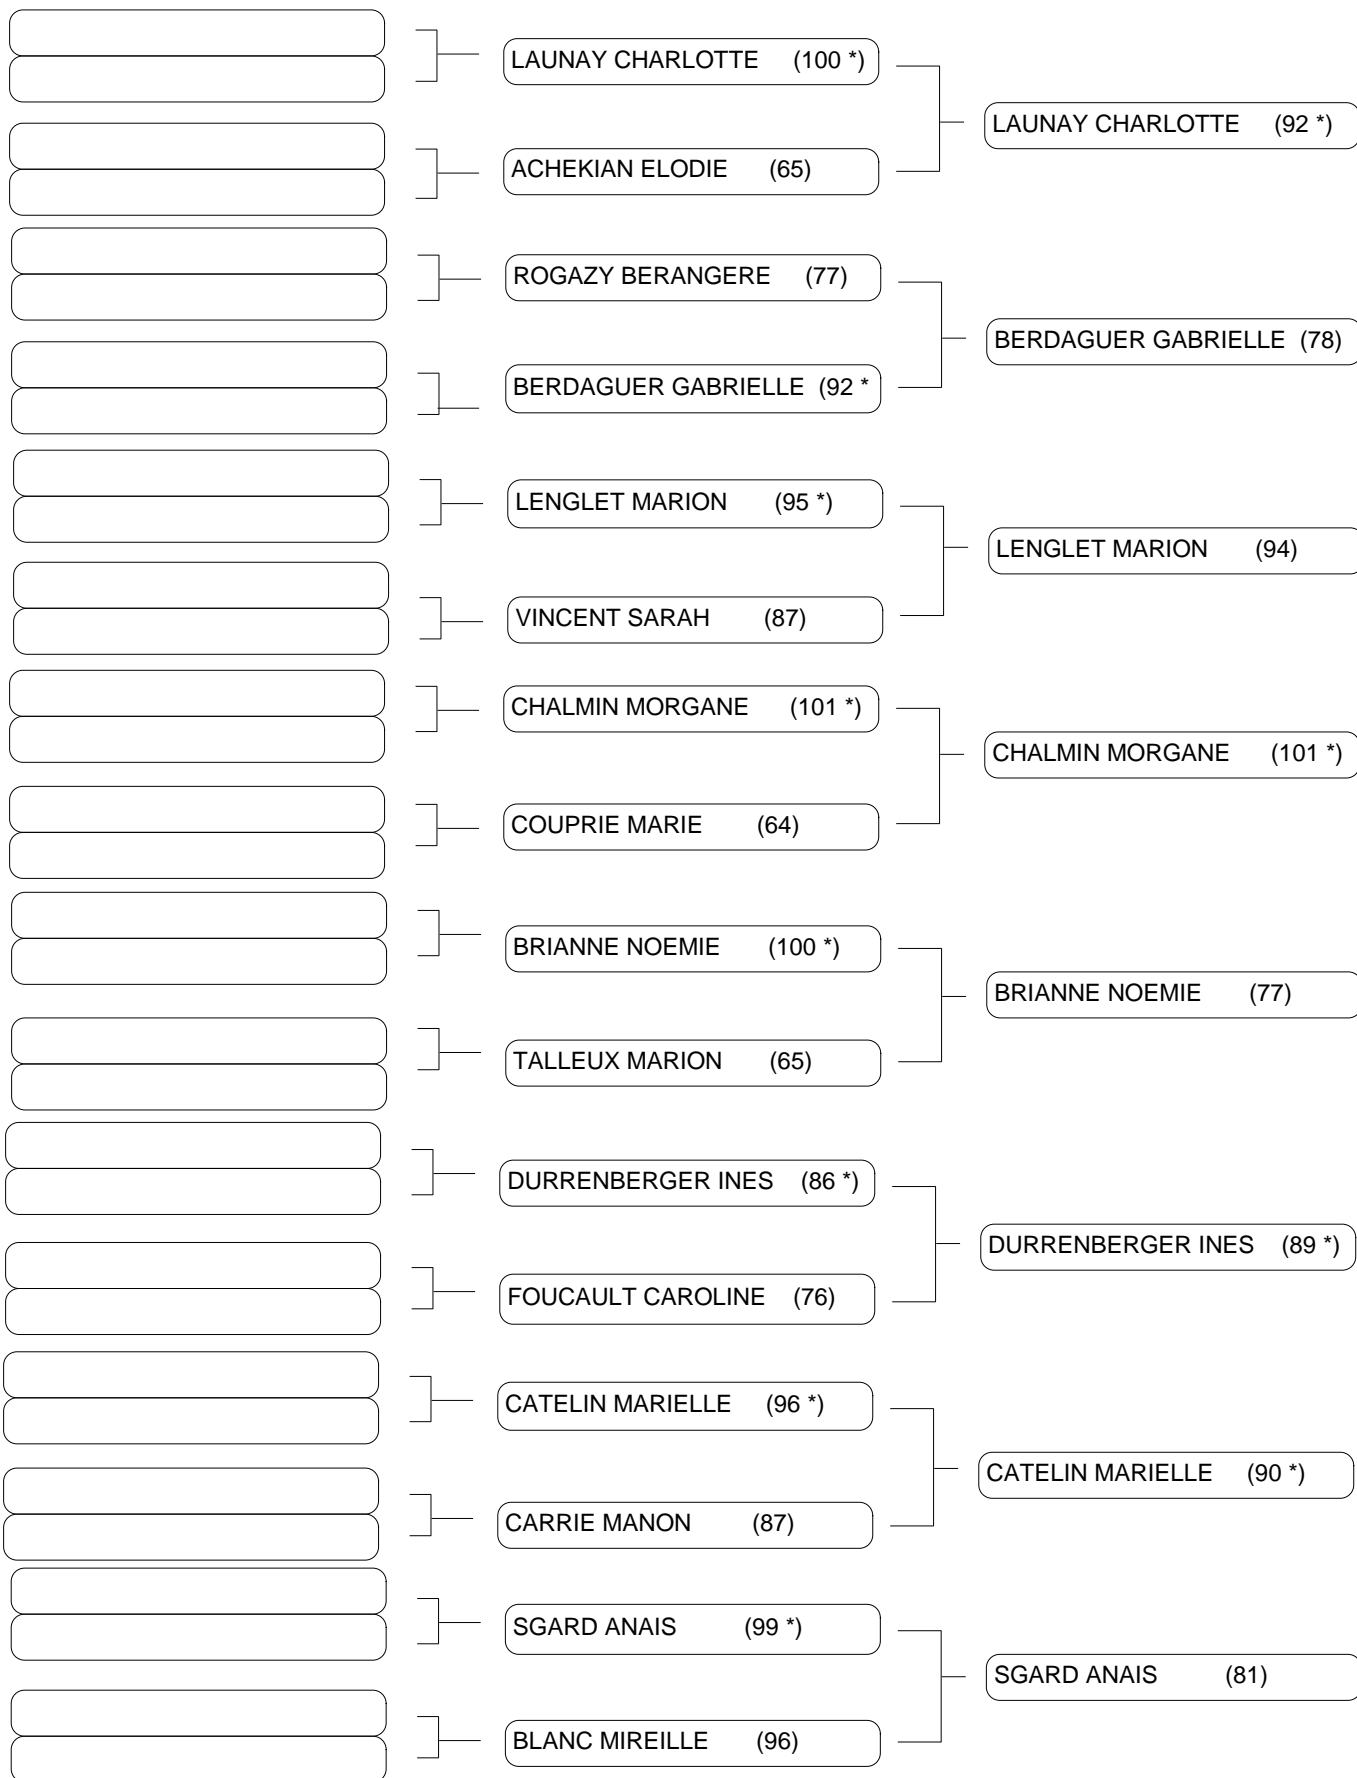 LAUNAY CHARLOTTE (100 *)
LAUNAY CHARLOTTE (92 *)
ACHEKIAN ELODIE (65)
ROGAZY BERANGERE (77)
BERDAGUER GABRIELLE (78)
BERDAGUER GABRIELLE (92 *
LENGLET MARION (95 *)
LENGLET MARION (94)
VINCENT SARAH (87)
CHALMIN MORGANE (101 *)
CHALMIN MORGANE (101 *)
COUPRIE MARIE (64)
BRIANNE NOEMIE (100 *)
BRIANNE NOEMIE (77)
TALLEUX MARION (65)
DURRENBERGER INES (86 *)
DURRENBERGER INES (89 *)
FOUCAULT CAROLINE (76)
CATELIN MARIELLE (96 *)
CATELIN MARIELLE (90 *)
CARRIE MANON (87)
SGARD ANAIS (99 *)
SGARD ANAIS (81)
BLANC MIREILLE (96)